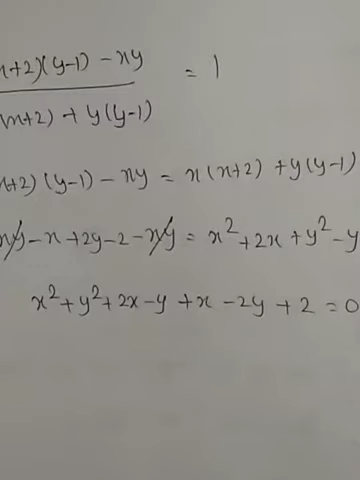 x+2)(y-1) - xy
= 1
(x+2) + y(y-1)
x+2)(y-1) - xy = x(x+2) + y(y-1)
xy - x + 2y - 2 - xy = x² + 2x + y² - y
x² + y² + 2x - y + x - 2y + 2 = 0